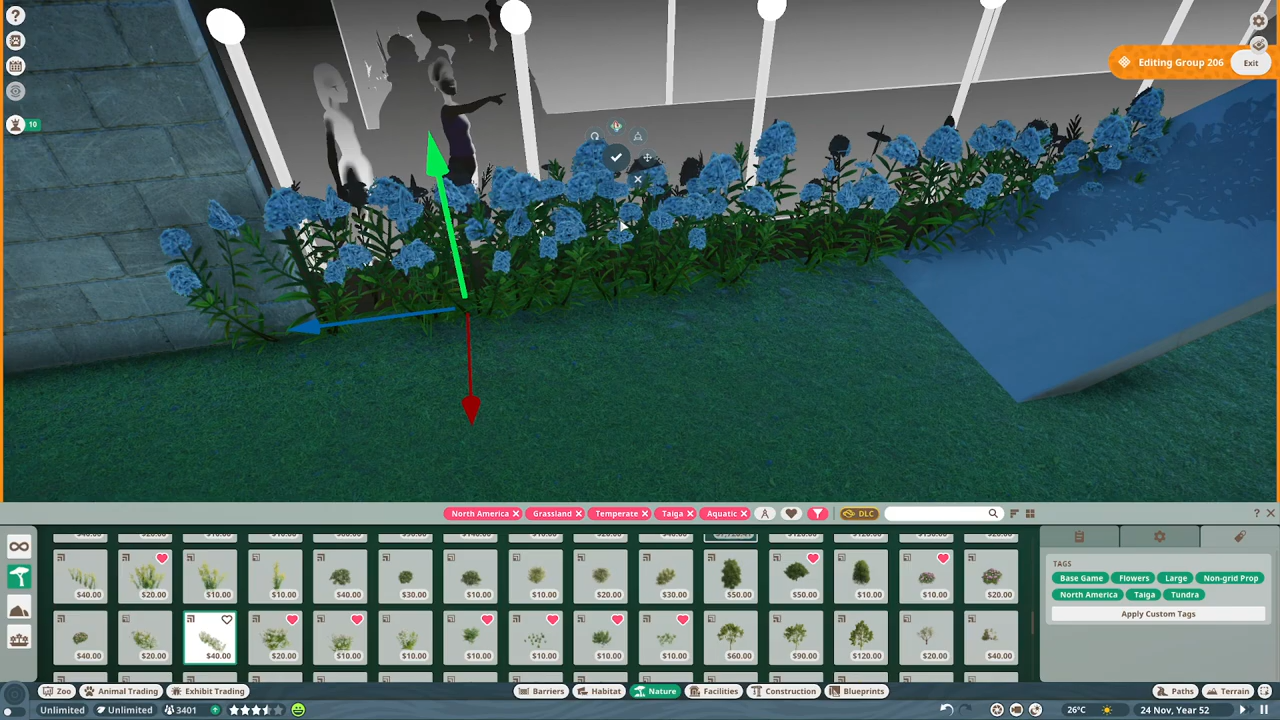 ?
10
Editing Group 206 Exit
North America ✕ Grassland ✕ Temperate ✕ Taiga ✕ Aquatic ✕ DLC ? ✕
$40.00 $20.00 $10.00 $10.00 $40.00 $30.00 $10.00 $10.00 $20.00 $30.00 $50.00 $50.00 $10.00 $10.00 $20.00
$40.00 $20.00 $40.00 $20.00 $10.00 $10.00 $10.00 $10.00 $10.00 $10.00 $60.00 $90.00 $120.00 $20.00 $40.00
TAGS
Base Game Flowers Large Non-grid Prop
North America Taiga Tundra
Apply Custom Tags
Zoo Animal Trading Exhibit Trading Barriers Habitat Nature Facilities Construction Blueprints Paths Terrain
Unlimited Unlimited 3401 26°C 24 Nov, Year 52